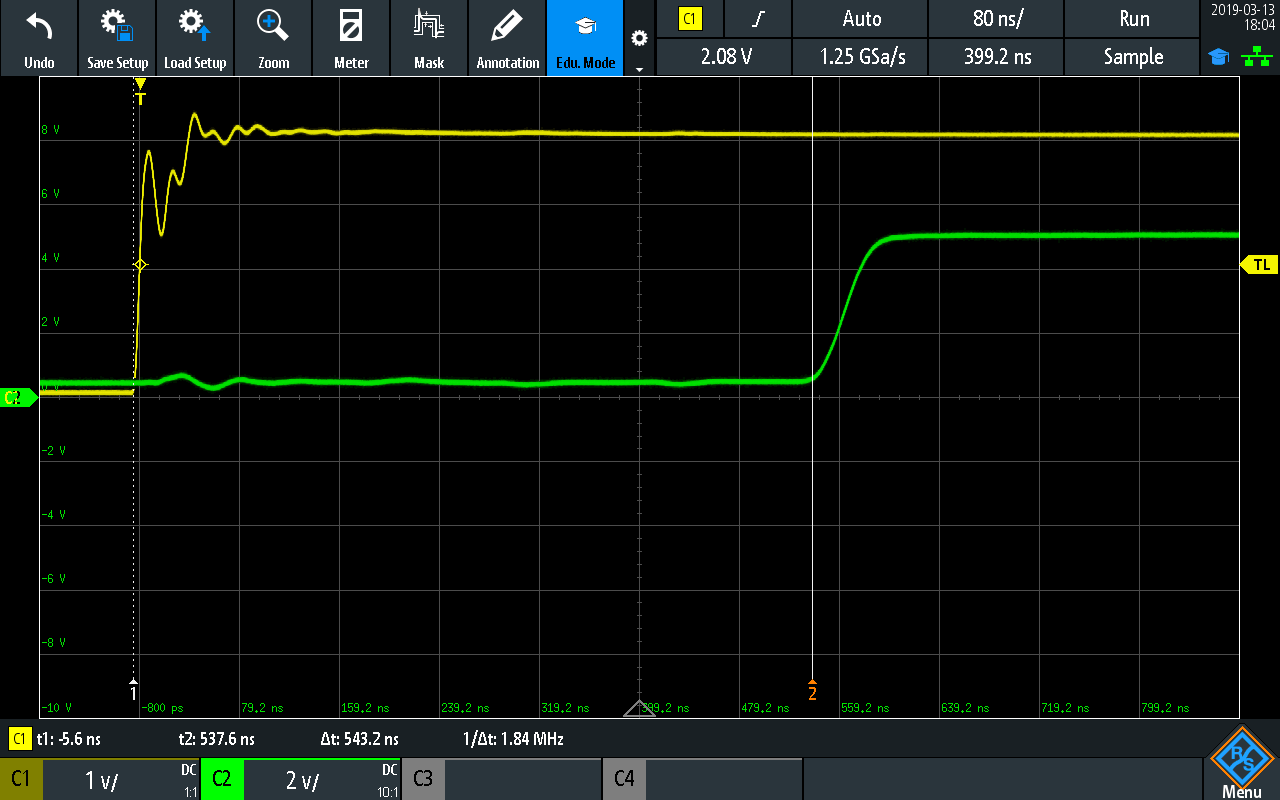 Undo
Save Setup
Load Setup
Zoom
Meter
Mask
Annotation
Edu. Mode
C1
Auto
80 ns/
Run
2.08 V
1.25 GSa/s
399.2 ns
Sample
2019-03-13
18:04
T
8 V
6 V
4 V
TL
2 V
C2
-2 V
-4 V
-6 V
-8 V
1
2
-10 V
-800 ps
79,2 ns
159,2 ns
239,2 ns
319,2 ns
399,2 ns
479,2 ns
559,2 ns
639,2 ns
719,2 ns
799,2 ns
C1 t1: -5.6 ns t2: 537.6 ns Δt: 543.2 ns 1/Δt: 1.84 MHz
C1 1 V/ DC 1:1
C2 2 V/ DC 10:1
C3
C4
R S
Menu